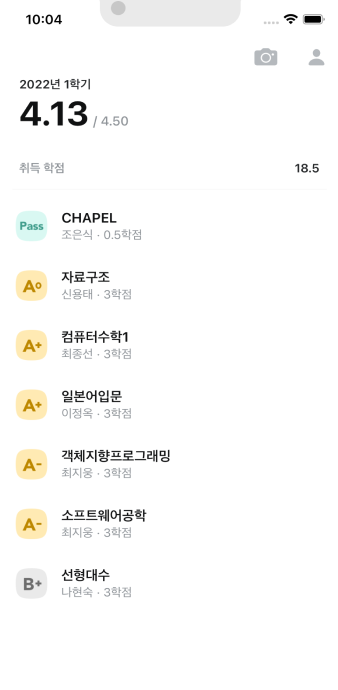 10:04
2022년 1학기
4.13 / 4.50
취득 학점 18.5
Pass
CHAPEL
조은식 · 0.5학점
Aº
자료구조
신용태 · 3학점
A+
컴퓨터수학1
최종선 · 3학점
A+
일본어입문
이정옥 · 3학점
A-
객체지향프로그래밍
최지웅 · 3학점
A-
소프트웨어공학
최지웅 · 3학점
B+
선형대수
나현숙 · 3학점